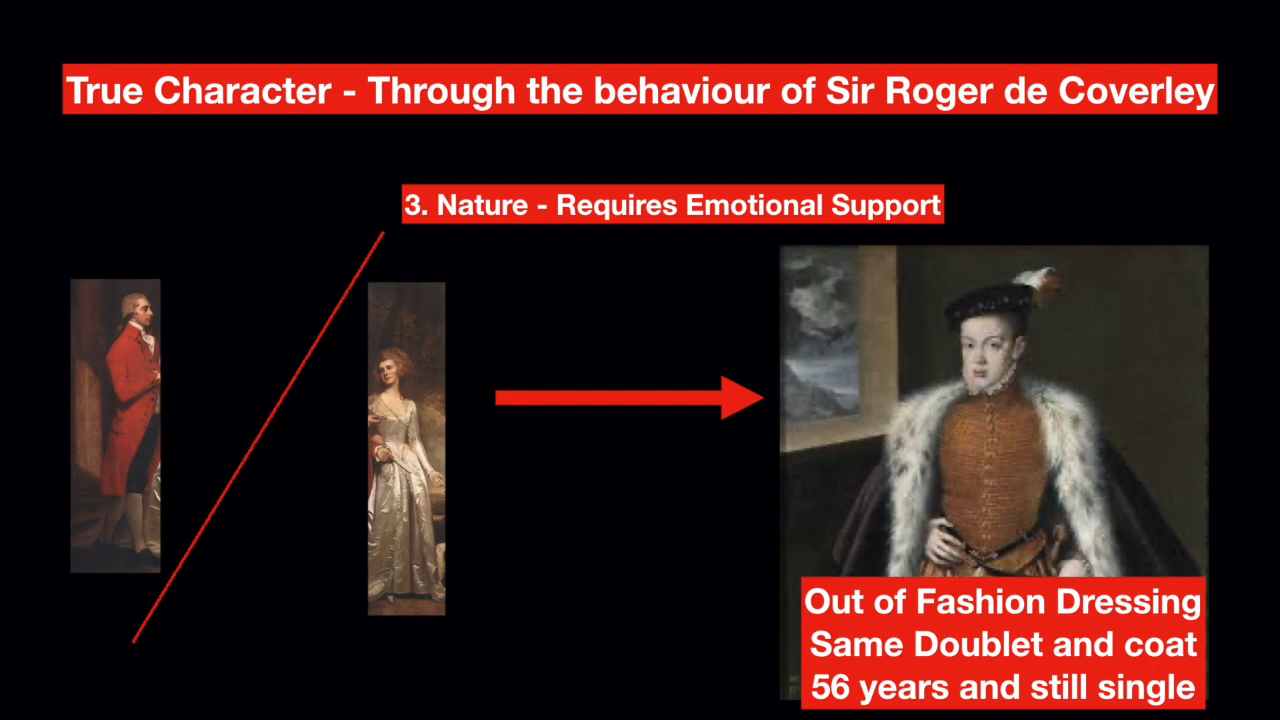 True Character - Through the behaviour of Sir Roger de Coverley
3. Nature - Requires Emotional Support
Out of Fashion Dressing
Same Doublet and coat
56 years and still single